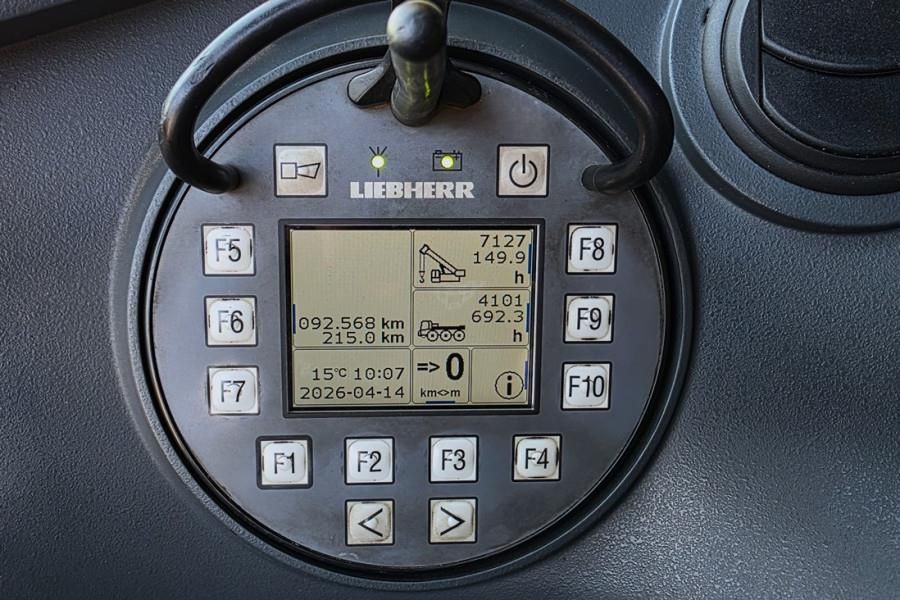 LIEBHERR
F5
F6
F7
F8
F9
F10
7127
149.9
h
4101
692.3
h
092.568 km
215.0 km
15°C 10:07
2026-04-14
=>0
km<>m
i
F1
F2
F3
F4
<
>